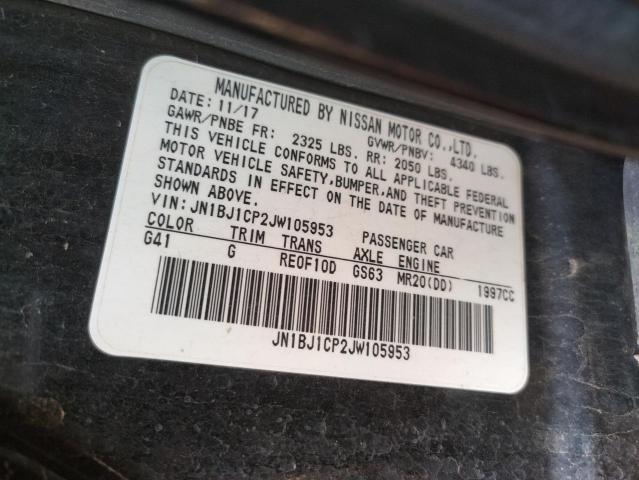 MANUFACTURED BY NISSAN MOTOR CO.,LTD.
DATE: 11/17 GVWR/PNBV: 4340 LBS.
GAWR/PNBE FR: 2325 LBS. RR: 2050 LBS.
THIS VEHICLE CONFORMS TO ALL APPLICABLE FEDERAL
MOTOR VEHICLE SAFETY,BUMPER,AND THEFT PREVENTION
STANDARDS IN EFFECT ON THE DATE OF MANUFACTURE
SHOWN ABOVE.
VIN: JN1BJ1CP2JW105953 PASSENGER CAR
COLOR TRIM TRANS AXLE ENGINE
G41 G RE0F10D GS63 MR20(DD) 1997CC
JN1BJ1CP2JW105953